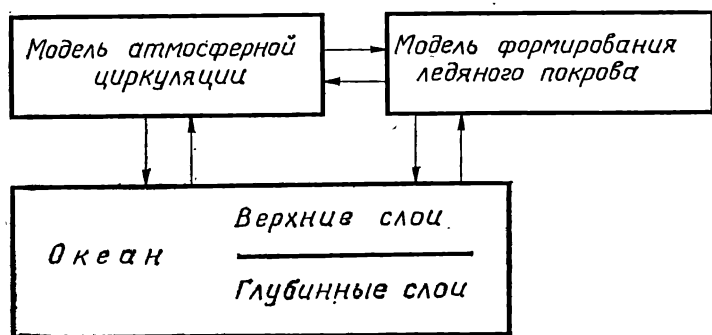 Модель атмосферной
циркуляции
Модель формирования
ледяного покрова
Океан
Верхние слои
Глубинные слои